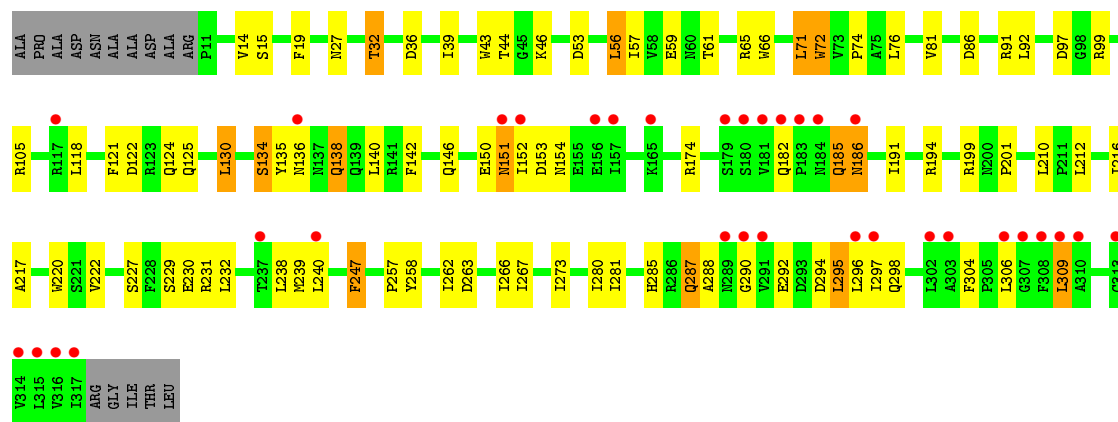 ALA PRO ALA ASP ASN ALA ALA ASP ALA ARG P11 V14 S15 F19 N27 T32 D36 I39 W43 T44 G45 K46 D53 L56 I57 V58 E59 N60 T61 R65 W66 L71 W72 V73 P74 A75 L76 V81 D86 R91 L92 D97 G98 R99
R105 R117 L118 F121 D122 R123 Q124 Q125 L130 S134 Y135 N136 N137 Q138 Q139 L140 R141 F142 Q146 E150 N151 I152 D153 N154 E155 E156 I157 K165 R174 S179 S180 V181 Q182 P183 N184 Q185 N186 I191 R194 R199 N200 P201 L210 P211 L212 I216
A217 W220 S221 V222 S227 F228 S229 E230 R231 L232 T237 L238 M239 L240 F247 P257 Y258 I262 D263 I266 I267 I273 I280 I281 H285 R286 Q287 A288 N289 G290 V291 E292 D293 D294 L295 L296 I297 Q298 L302 A303 F304 P305 L306 G307 F308 L309 A310
V314 L315 V316 I317 ARG GLY ILE THR LEU